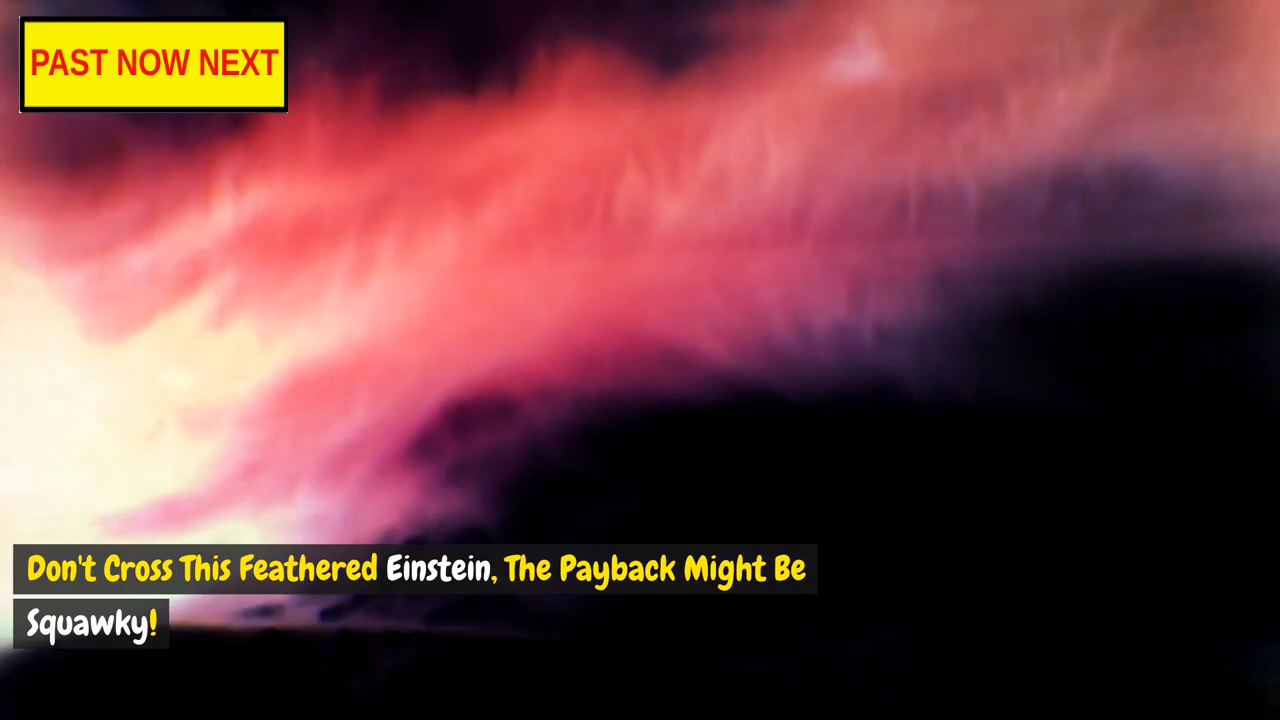 PAST NOW NEXT
Don't Cross This Feathered Einstein, The Payback Might Be
Squawky!